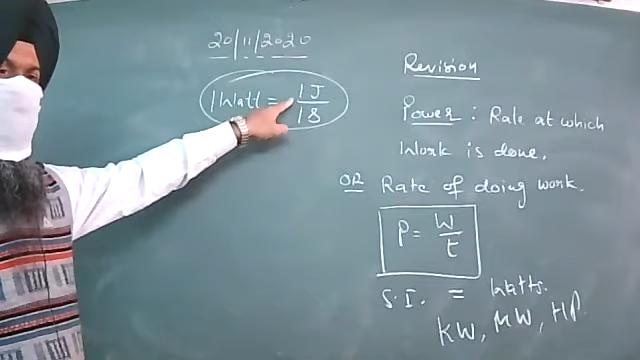 20/11/2020
1 Watt = 1J
1s
Revision
Power : Rate at which
Work is done.
OR Rate of doing work.
P = W
t
S.I. = Watts.
KW, MW, HP.